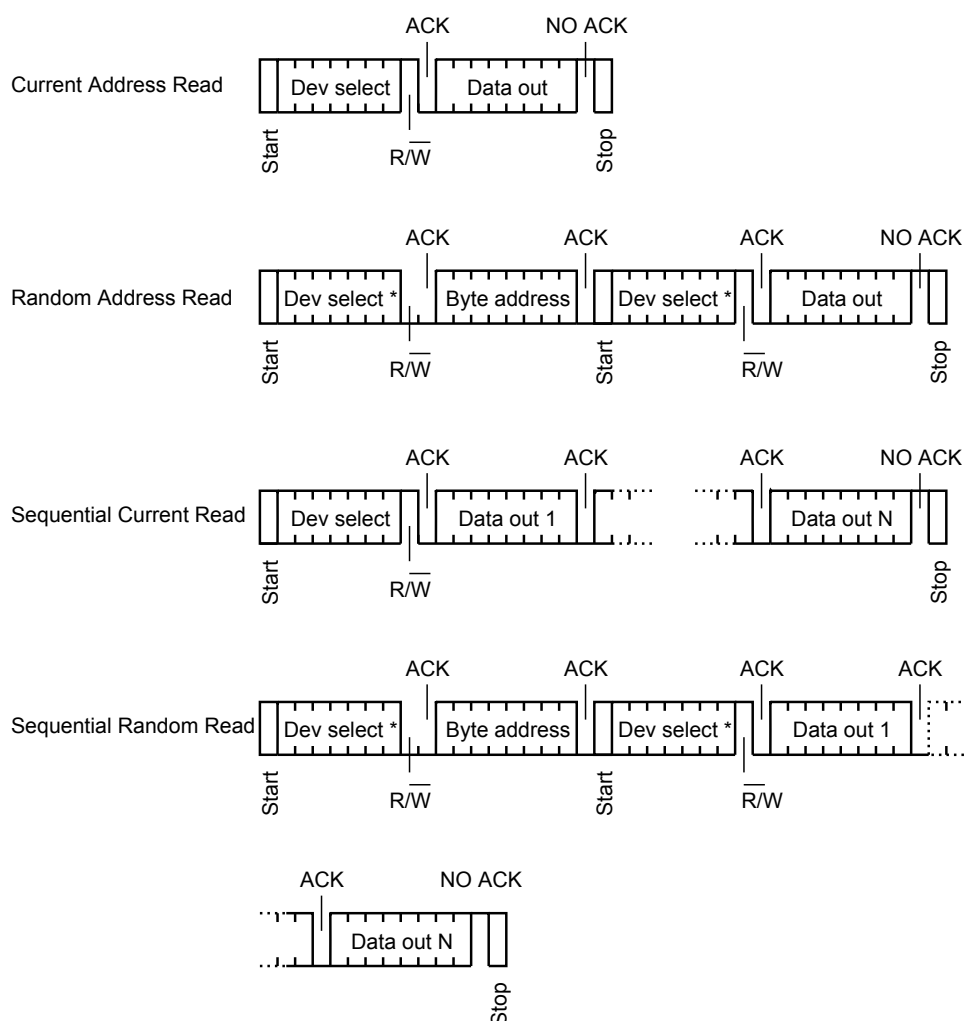 ACK NO ACK
Current Address Read Dev select Data out
Start R/W̅ Stop
ACK ACK ACK NO ACK
Random Address Read Dev select * Byte address Dev select * Data out
Start R/W̅ Start R̅/W Stop
ACK ACK ACK NO ACK
Sequential Current Read Dev select Data out 1 Data out N
Start R/W̅ Stop
ACK ACK ACK ACK
Sequential Random Read Dev select * Byte address Dev select * Data out 1
Start R/W̅ Start R̅/W
ACK NO ACK
Data out N
Stop